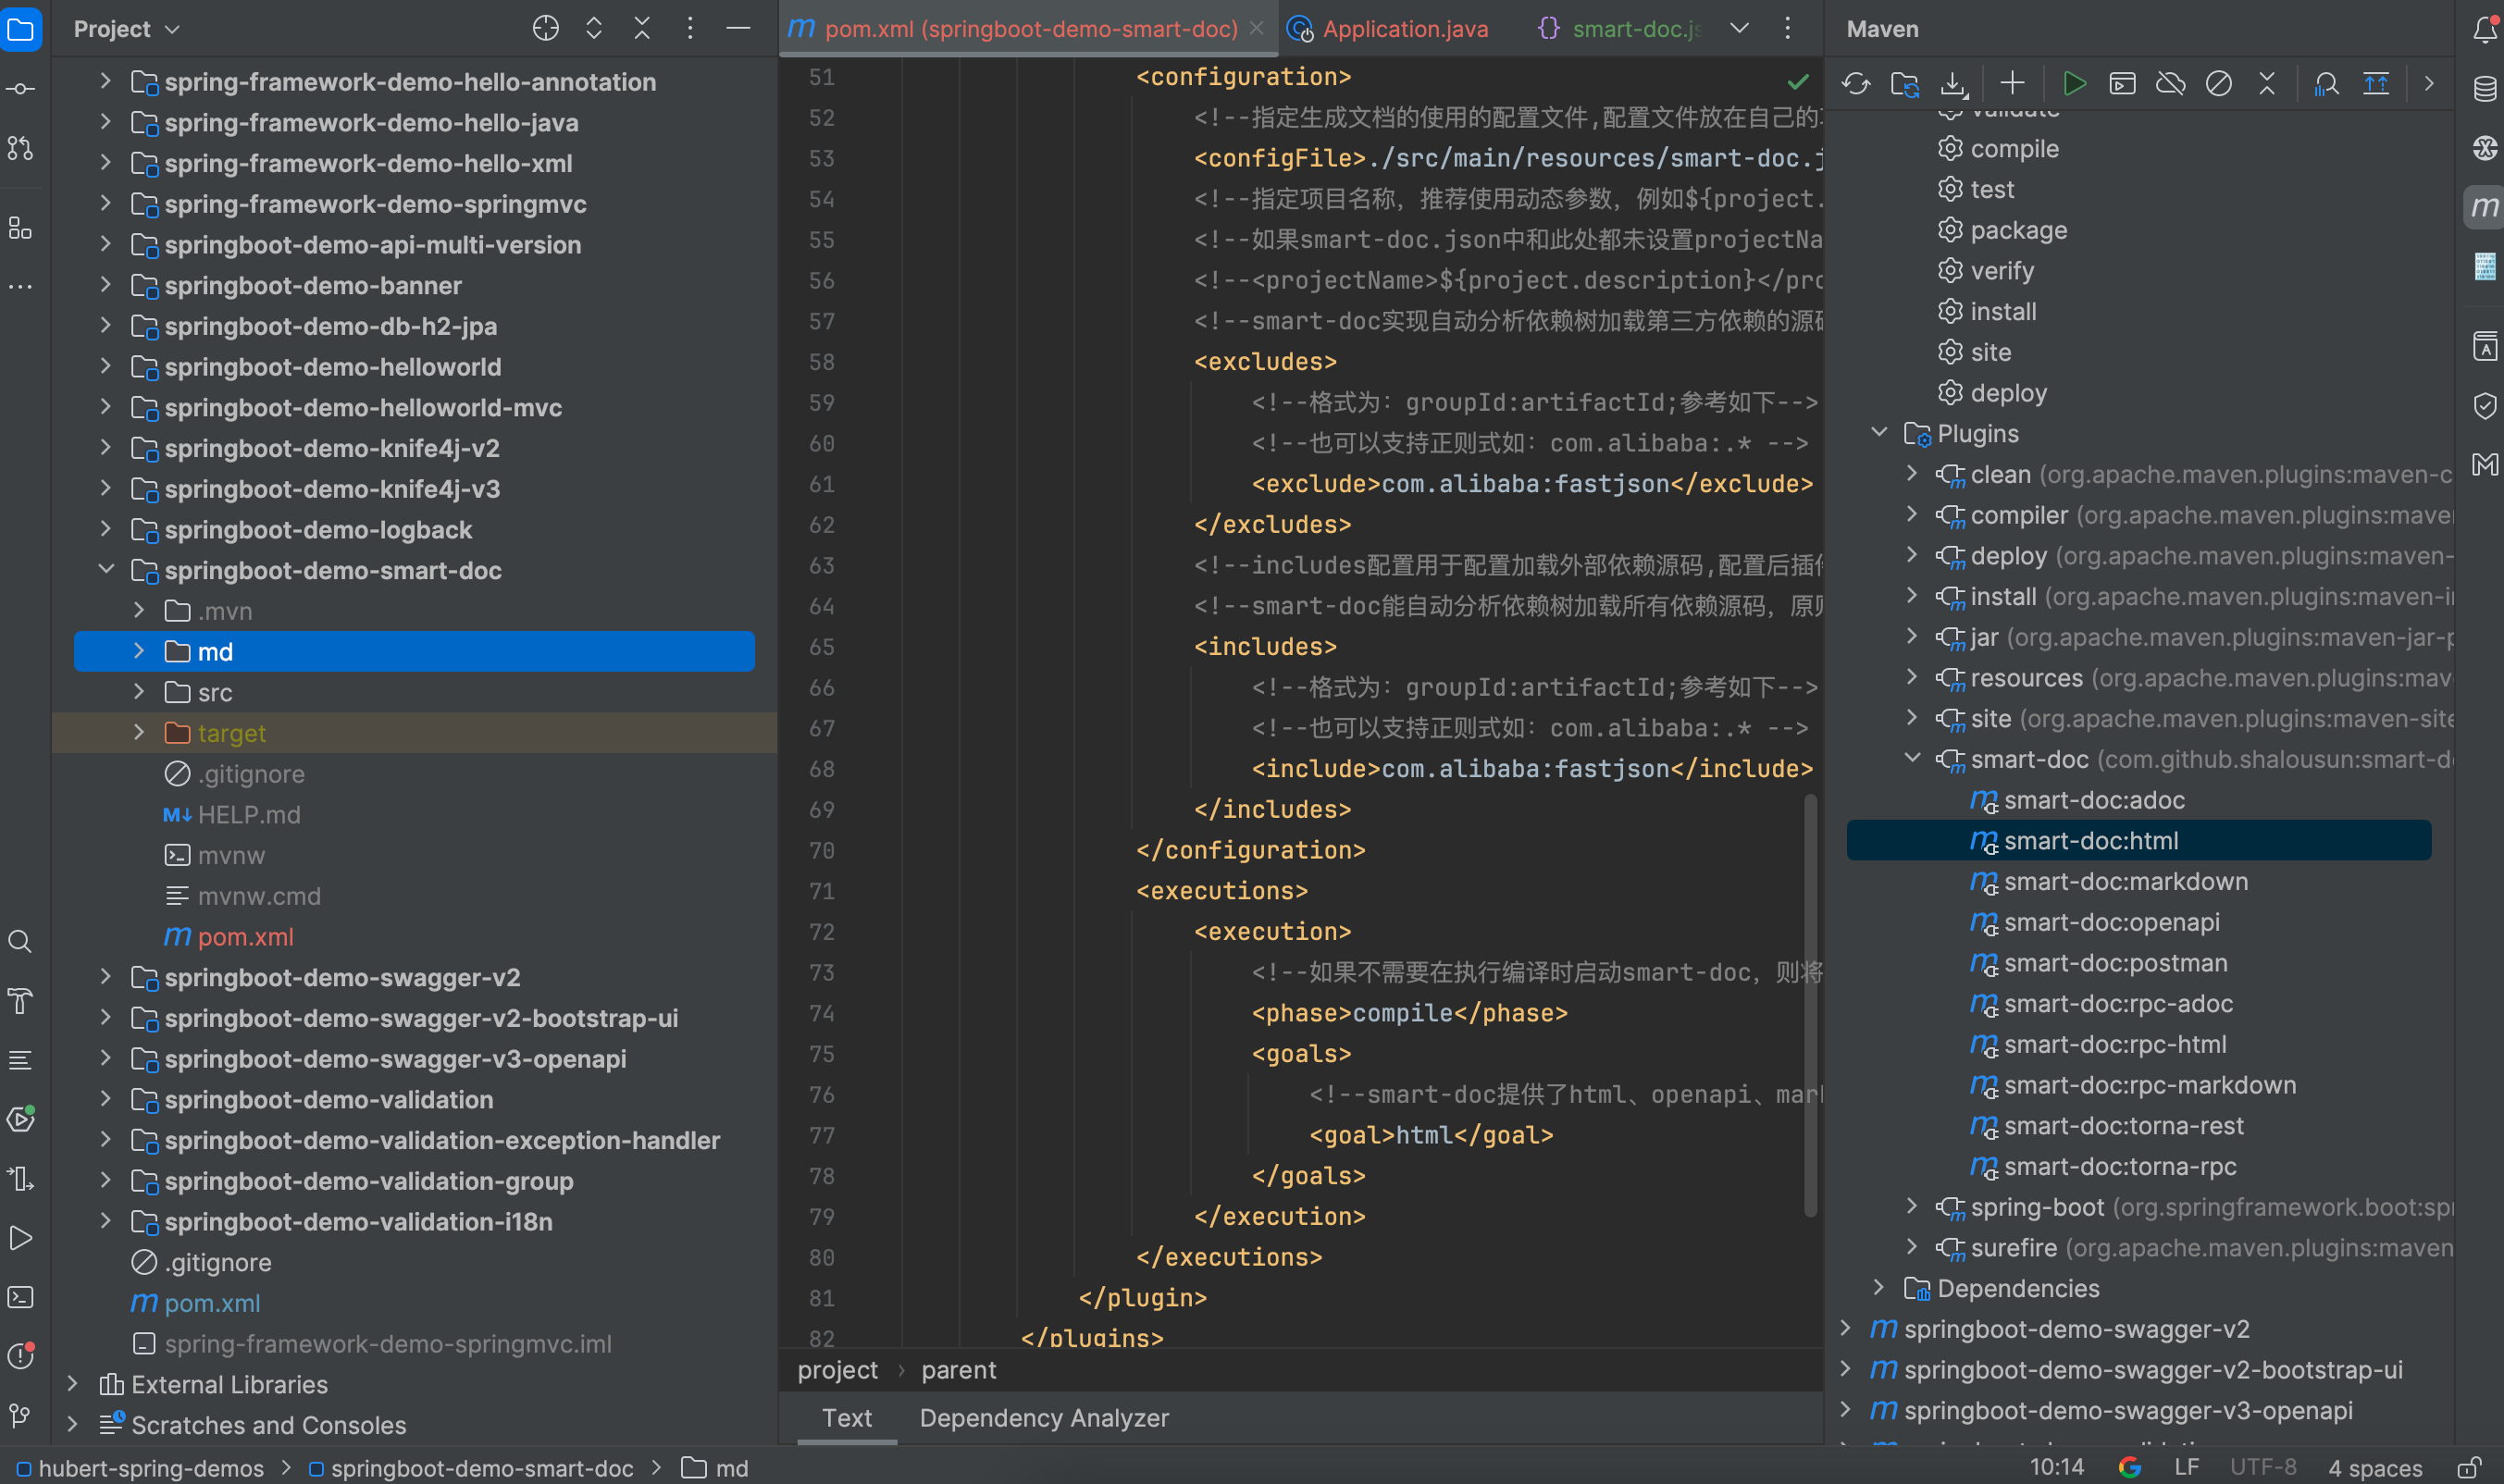 Project
spring-framework-demo-hello-annotation
spring-framework-demo-hello-java
spring-framework-demo-hello-xml
spring-framework-demo-springmvc
springboot-demo-api-multi-version
springboot-demo-banner
springboot-demo-db-h2-jpa
springboot-demo-helloworld
springboot-demo-helloworld-mvc
springboot-demo-knife4j-v2
springboot-demo-knife4j-v3
springboot-demo-logback
springboot-demo-smart-doc
.mvn
md
src
target
.gitignore
M↓ HELP.md
mvnw
mvnw.cmd
m pom.xml
springboot-demo-swagger-v2
springboot-demo-swagger-v2-bootstrap-ui
springboot-demo-swagger-v3-openapi
springboot-demo-validation
springboot-demo-validation-exception-handler
springboot-demo-validation-group
springboot-demo-validation-i18n
.gitignore
m pom.xml
spring-framework-demo-springmvc.iml
External Libraries
Scratches and Consoles
m pom.xml (springboot-demo-smart-doc)
Application.java
{} smart-doc.js
51 <configuration>
52 <!--指定生成文档的使用的配置文件,配置文件放在自己的
53 <configFile>./src/main/resources/smart-doc.j
54 <!--指定项目名称，推荐使用动态参数，例如${project.
55 <!--如果smart-doc.json中和此处都未设置projectNa
56 <!--<projectName>${project.description}</pro
57 <!--smart-doc实现自动分析依赖树加载第三方依赖的源码
58 <excludes>
59 <!--格式为：groupId:artifactId;参考如下-->
60 <!--也可以支持正则式如：com.alibaba:.* -->
61 <exclude>com.alibaba:fastjson</exclude>
62 </excludes>
63 <!--includes配置用于配置加载外部依赖源码,配置后插件
64 <!--smart-doc能自动分析依赖树加载所有依赖源码，原则
65 <includes>
66 <!--格式为：groupId:artifactId;参考如下-->
67 <!--也可以支持正则式如：com.alibaba:.* -->
68 <include>com.alibaba:fastjson</include>
69 </includes>
70 </configuration>
71 <executions>
72 <execution>
73 <!--如果不需要在执行编译时启动smart-doc，则将
74 <phase>compile</phase>
75 <goals>
76 <!--smart-doc提供了html、openapi、mark
77 <goal>html</goal>
78 </goals>
79 </execution>
80 </executions>
81 </plugin>
82 </plugins>
project › parent
Text
Dependency Analyzer
Maven
validate
compile
test
package
verify
install
site
deploy
Plugins
clean (org.apache.maven.plugins:maven-c
compiler (org.apache.maven.plugins:maven
deploy (org.apache.maven.plugins:maven-
install (org.apache.maven.plugins:maven-i
jar (org.apache.maven.plugins:maven-jar-p
resources (org.apache.maven.plugins:mav
site (org.apache.maven.plugins:maven-site
smart-doc (com.github.shalousun:smart-d
smart-doc:adoc
smart-doc:html
smart-doc:markdown
smart-doc:openapi
smart-doc:postman
smart-doc:rpc-adoc
smart-doc:rpc-html
smart-doc:rpc-markdown
smart-doc:torna-rest
smart-doc:torna-rpc
spring-boot (org.springframework.boot:spr
surefire (org.apache.maven.plugins:maven
Dependencies
m springboot-demo-swagger-v2
m springboot-demo-swagger-v2-bootstrap-ui
m springboot-demo-swagger-v3-openapi
hubert-spring-demos > springboot-demo-smart-doc > md
10:14
LF
UTF-8
4 spaces